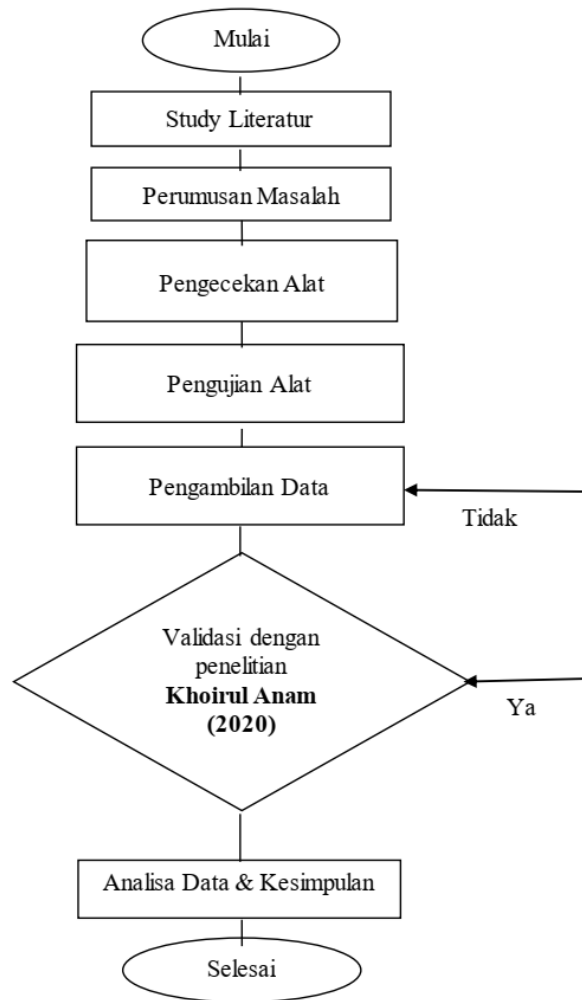 Mulai
Study Literatur
Perumusan Masalah
Pengecekan Alat
Pengujian Alat
Pengambilan Data
Tidak
Validasi dengan
penelitian
Khoirul Anam
(2020)
Ya
Analisa Data & Kesimpulan
Selesai